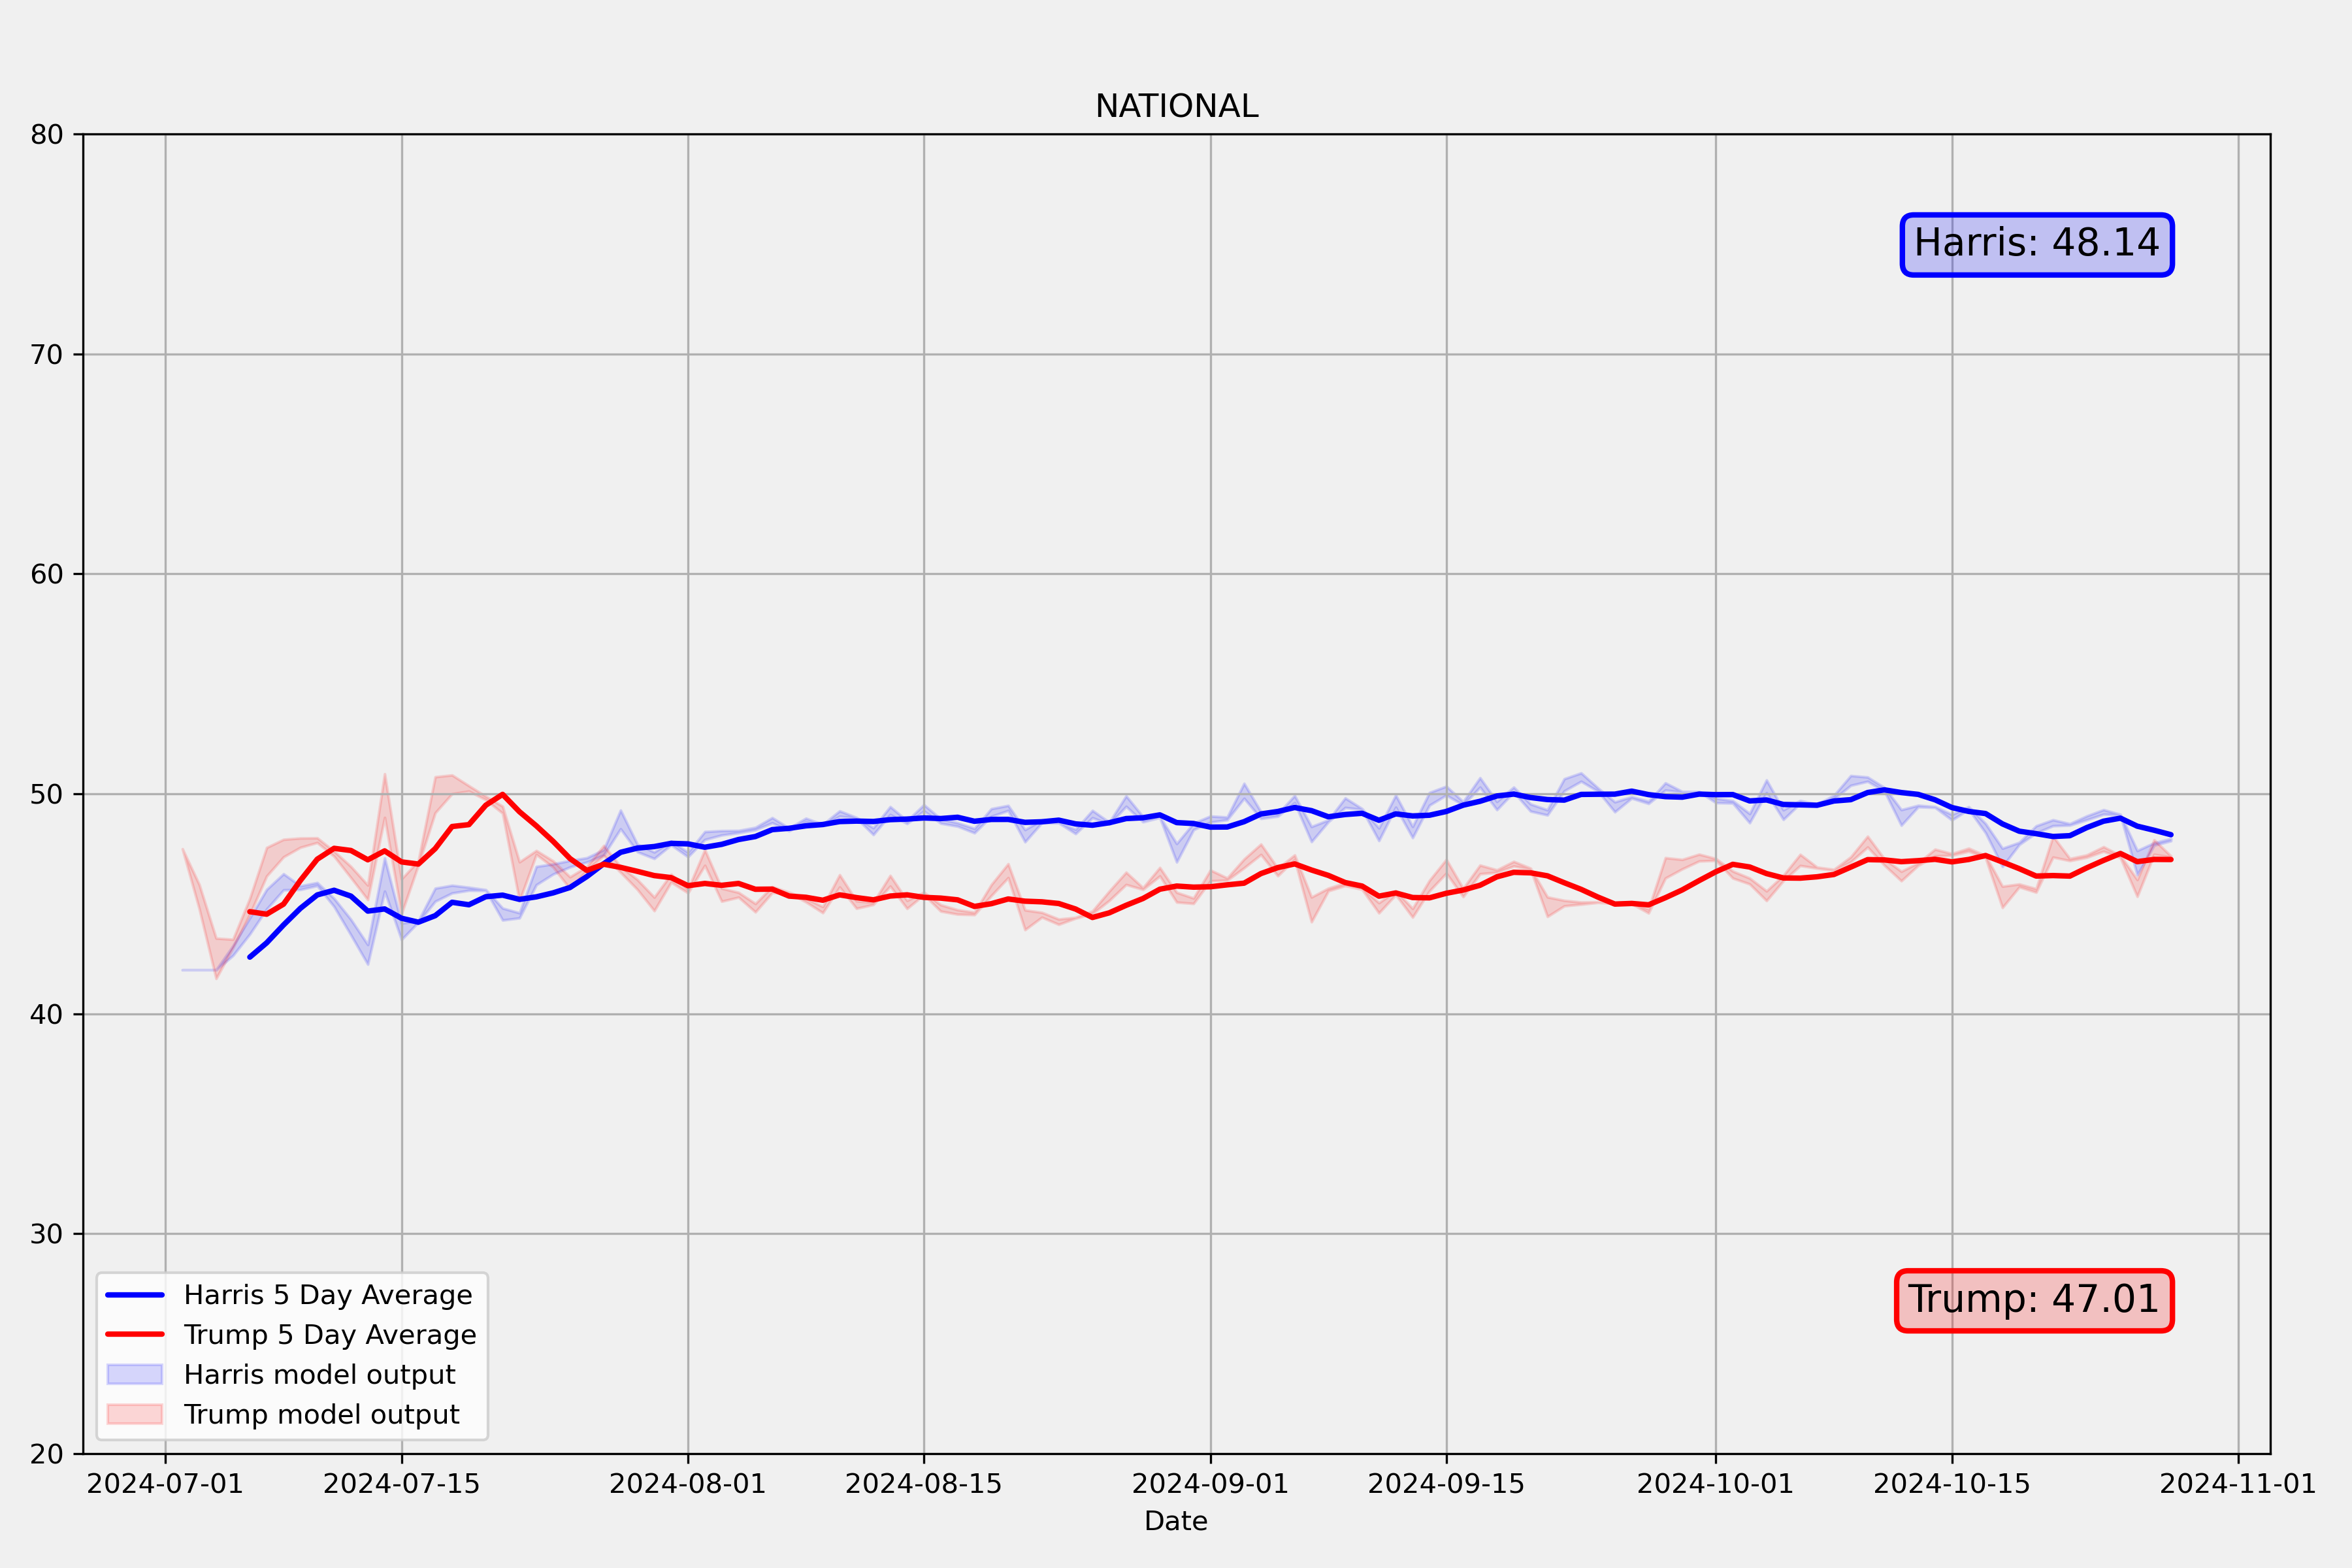 NATIONAL
80
70
60
50
40
30
20
Harris: 48.14
Trump: 47.01
Harris 5 Day Average
Trump 5 Day Average
Harris model output
Trump model output
2024-07-01 2024-07-15 2024-08-01 2024-08-15 2024-09-01 2024-09-15 2024-10-01 2024-10-15 2024-11-01
Date